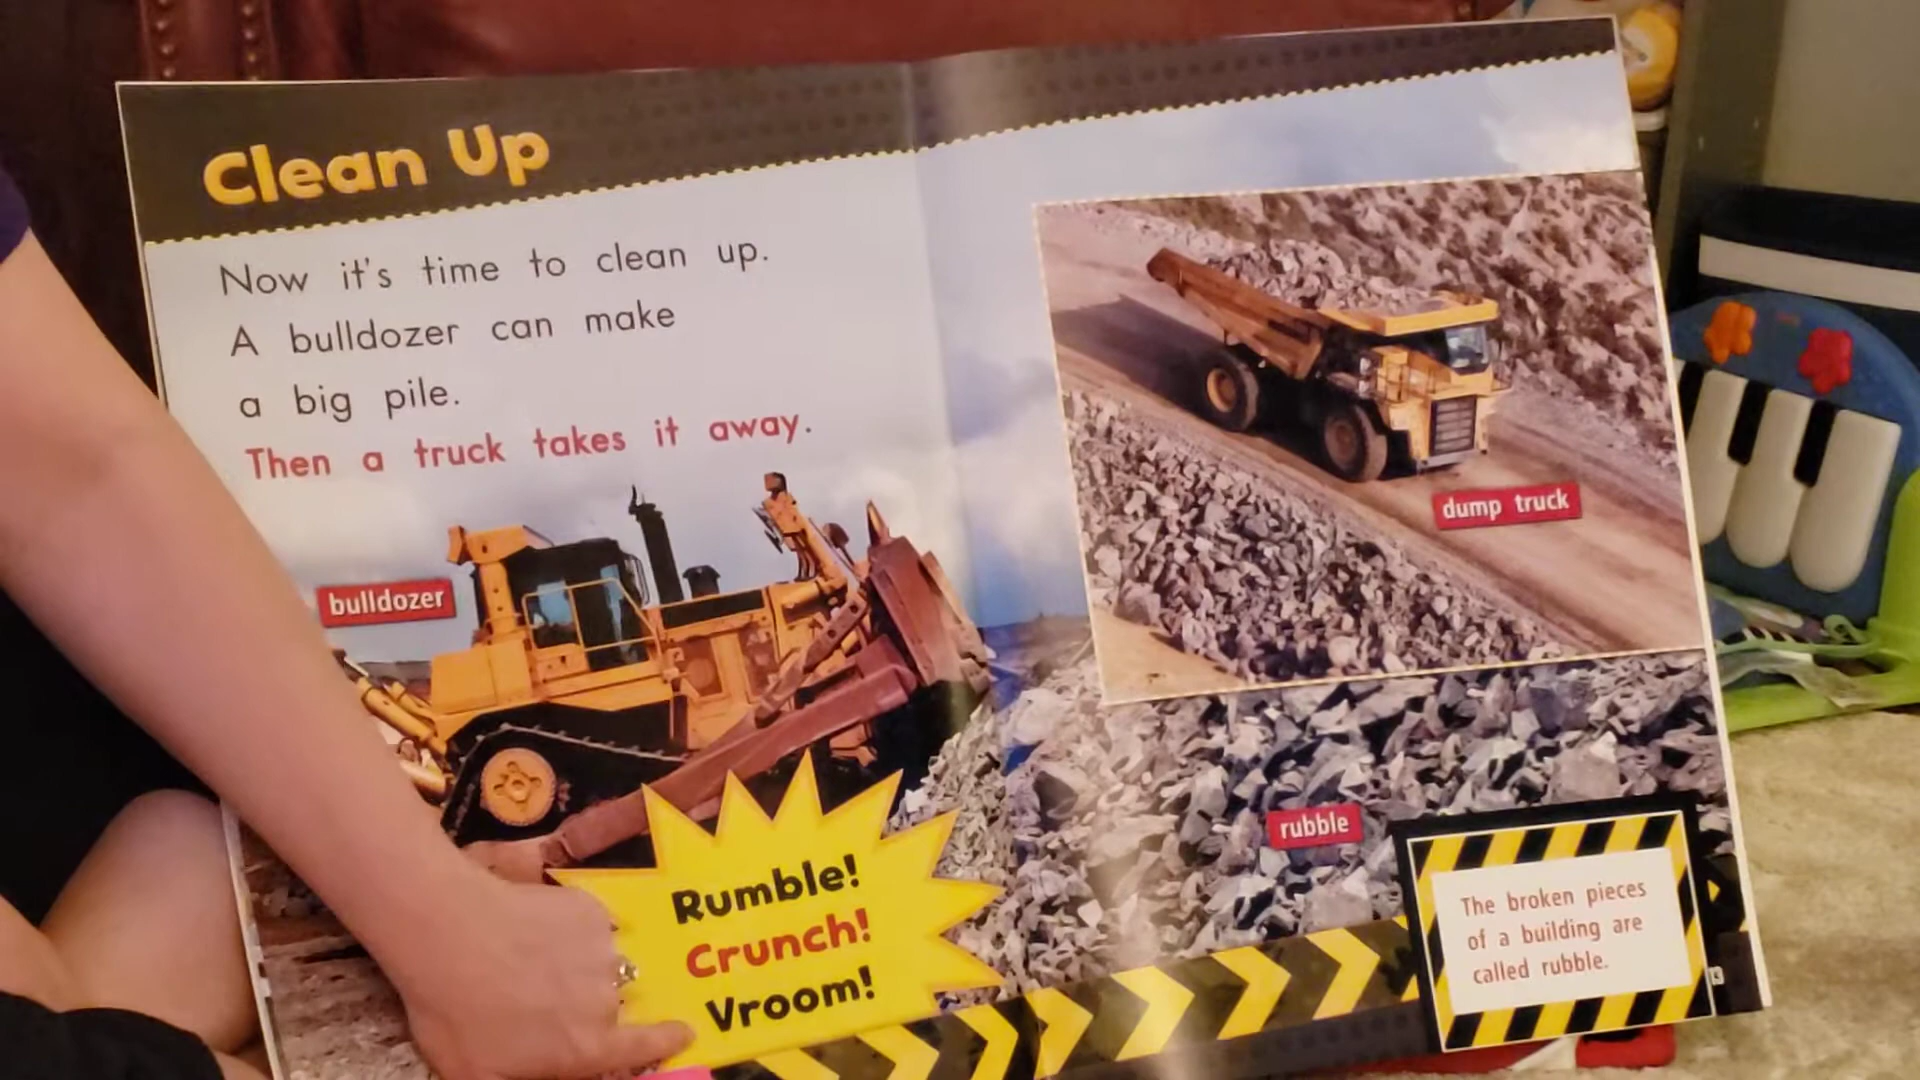 Clean Up
Now it's time to clean up.
A bulldozer can make
a big pile.
Then a truck takes it away.
bulldozer
Rumble!
Crunch!
Vroom!
dump truck
rubble
The broken pieces
of a building are
called rubble.